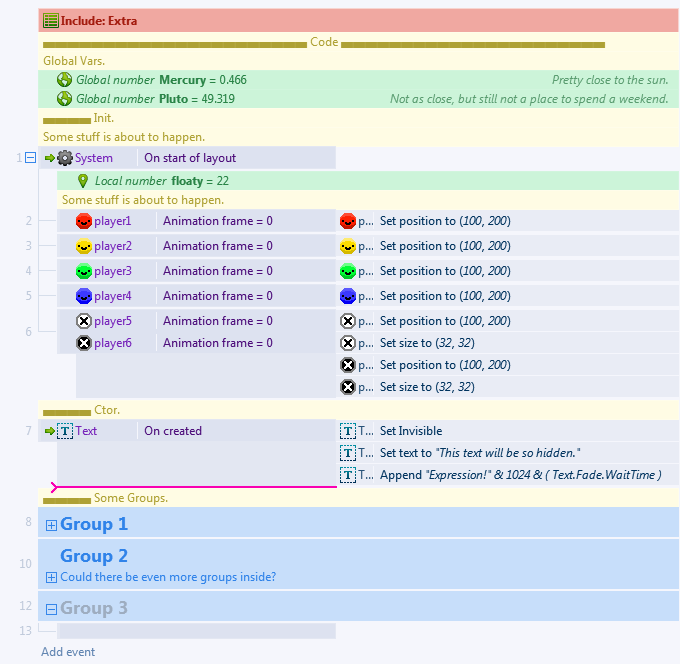 Include: Extra
Code
Global Vars.
Global number Mercury = 0.466 Pretty close to the sun.
Global number Pluto = 49.319 Not as close, but still not a place to spend a weekend.
Init.
Some stuff is about to happen.
1 System On start of layout
Local number floaty = 22
Some stuff is about to happen.
2 player1 Animation frame = 0 p... Set position to (100, 200)
3 player2 Animation frame = 0 p... Set position to (100, 200)
4 player3 Animation frame = 0 p... Set position to (100, 200)
5 player4 Animation frame = 0 p... Set position to (100, 200)
player5 Animation frame = 0 p... Set position to (100, 200)
6 player6 Animation frame = 0 p... Set size to (32, 32)
p... Set position to (100, 200)
p... Set size to (32, 32)
Ctor.
7 T Text On created T T... Set Invisible
T T... Set text to "This text will be so hidden."
T T... Append "Expression!" & 1024 & ( Text.Fade.WaitTime )
Some Groups.
8 Group 1
Group 2
10 Could there be even more groups inside?
12 Group 3
13
Add event